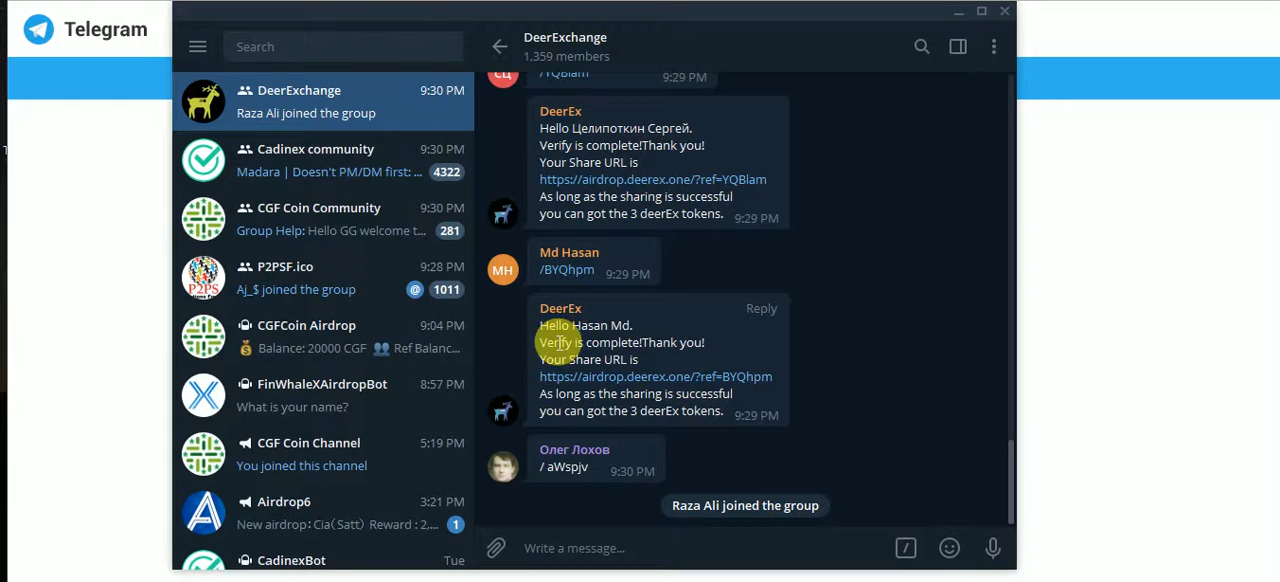 Telegram
Search
DeerExchange
9:30 PM
Raza Ali joined the group
Cadinex community
9:30 PM
Madara | Doesn't PM/DM first: ...
4322
CGF Coin Community
9:30 PM
Group Help: Hello GG welcome t...
281
P2PSF.ico
9:28 PM
Aj_$ joined the group
@
1011
P2PS
CGFCoin Airdrop
9:04 PM
Balance: 20000 CGF
Ref Balanc...
FinWhaleXAirdropBot
8:57 PM
What is your name?
CGF Coin Channel
5:19 PM
You joined this channel
Airdrop6
3:21 PM
New airdrop: Cia(Satt) Reward : 2,...
1
CadinexBot
Tue
DeerExchange
1,359 members
СЦ
/YQBlam
9:29 PM
DeerEx
Hello Целипоткин Сергей.
Verify is complete!Thank you!
Your Share URL is
https://airdrop.deerex.one/?ref=YQBlam
As long as the sharing is successful
you can got the 3 deerEx tokens.
9:29 PM
Md Hasan
MH
/BYQhpm
9:29 PM
DeerEx
Reply
Hello Hasan Md.
Verify is complete!Thank you!
Your Share URL is
https://airdrop.deerex.one/?ref=BYQhpm
As long as the sharing is successful
you can got the 3 deerEx tokens.
9:29 PM
Олег Лохов
/ aWspjv
9:30 PM
Raza Ali joined the group
Write a message...